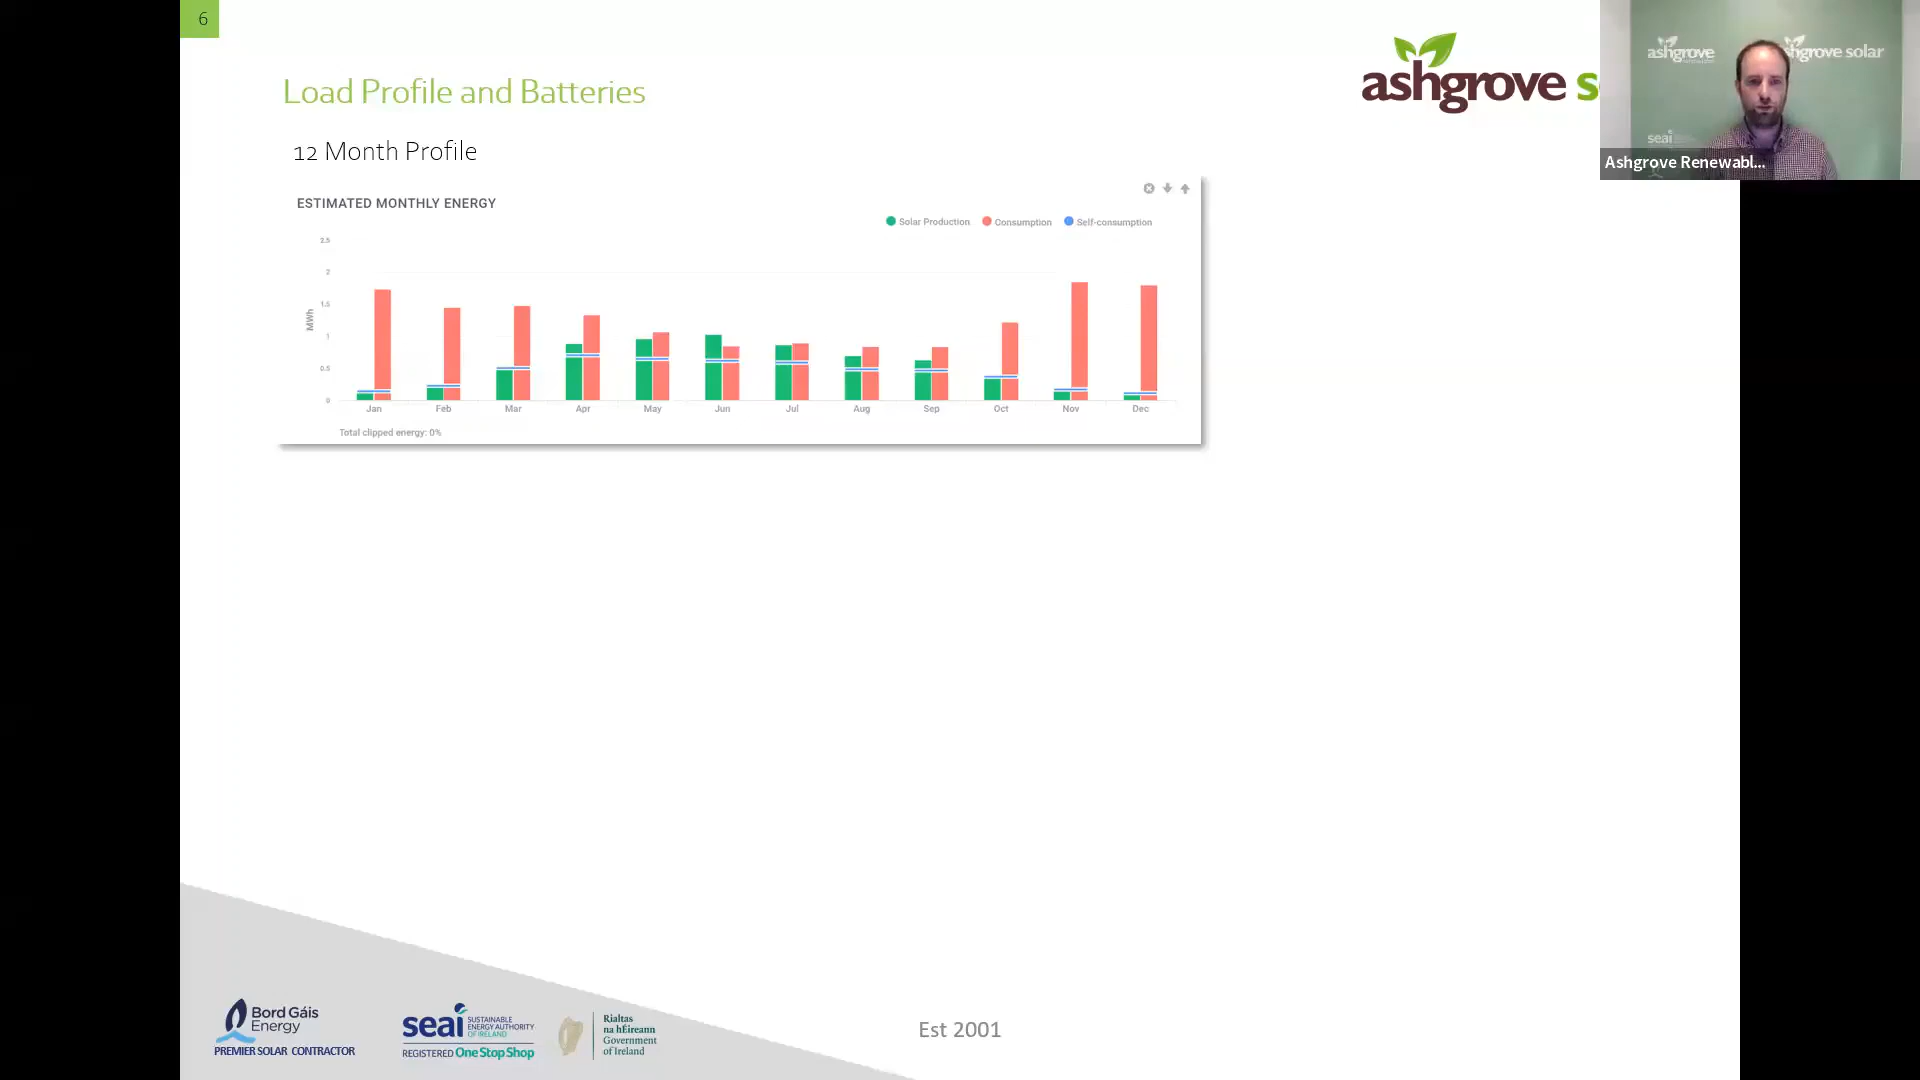 6
Load Profile and Batteries
ashgrove s
ashgrove
ashgrove solar
seai
Ashgrove Renewabl...
12 Month Profile
ESTIMATED MONTHLY ENERGY
Solar Production Consumption Self-consumption
2.5
2
1.5
1
0.5
0
MWh
Jan Feb Mar Apr May Jun Jul Aug Sep Oct Nov Dec
Total clipped energy: 0%
Bord Gáis
Energy
PREMIER SOLAR CONTRACTOR
seai SUSTAINABLE
ENERGY AUTHORITY
OF IRELAND
REGISTERED One Stop Shop
Rialtas
na hÉireann
Government
of Ireland
Est 2001